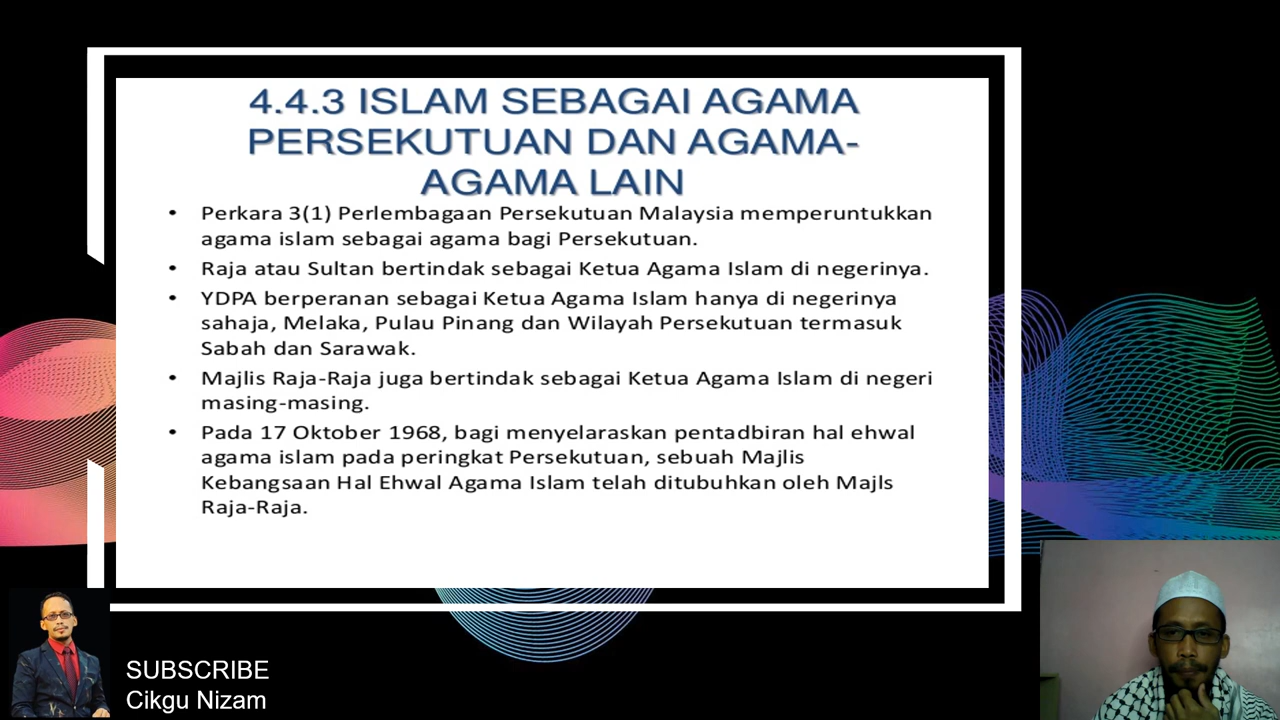 4.4.3 ISLAM SEBAGAI AGAMA
PERSEKUTUAN DAN AGAMA-
AGAMA LAIN
• Perkara 3(1) Perlembagaan Persekutuan Malaysia memperuntukkan
agama islam sebagai agama bagi Persekutuan.
• Raja atau Sultan bertindak sebagai Ketua Agama Islam di negerinya.
• YDPA berperanan sebagai Ketua Agama Islam hanya di negerinya
sahaja, Melaka, Pulau Pinang dan Wilayah Persekutuan termasuk
Sabah dan Sarawak.
• Majlis Raja-Raja juga bertindak sebagai Ketua Agama Islam di negeri
masing-masing.
• Pada 17 Oktober 1968, bagi menyelaraskan pentadbiran hal ehwal
agama islam pada peringkat Persekutuan, sebuah Majlis
Kebangsaan Hal Ehwal Agama Islam telah ditubuhkan oleh Majls
Raja-Raja.
SUBSCRIBE
Cikgu Nizam